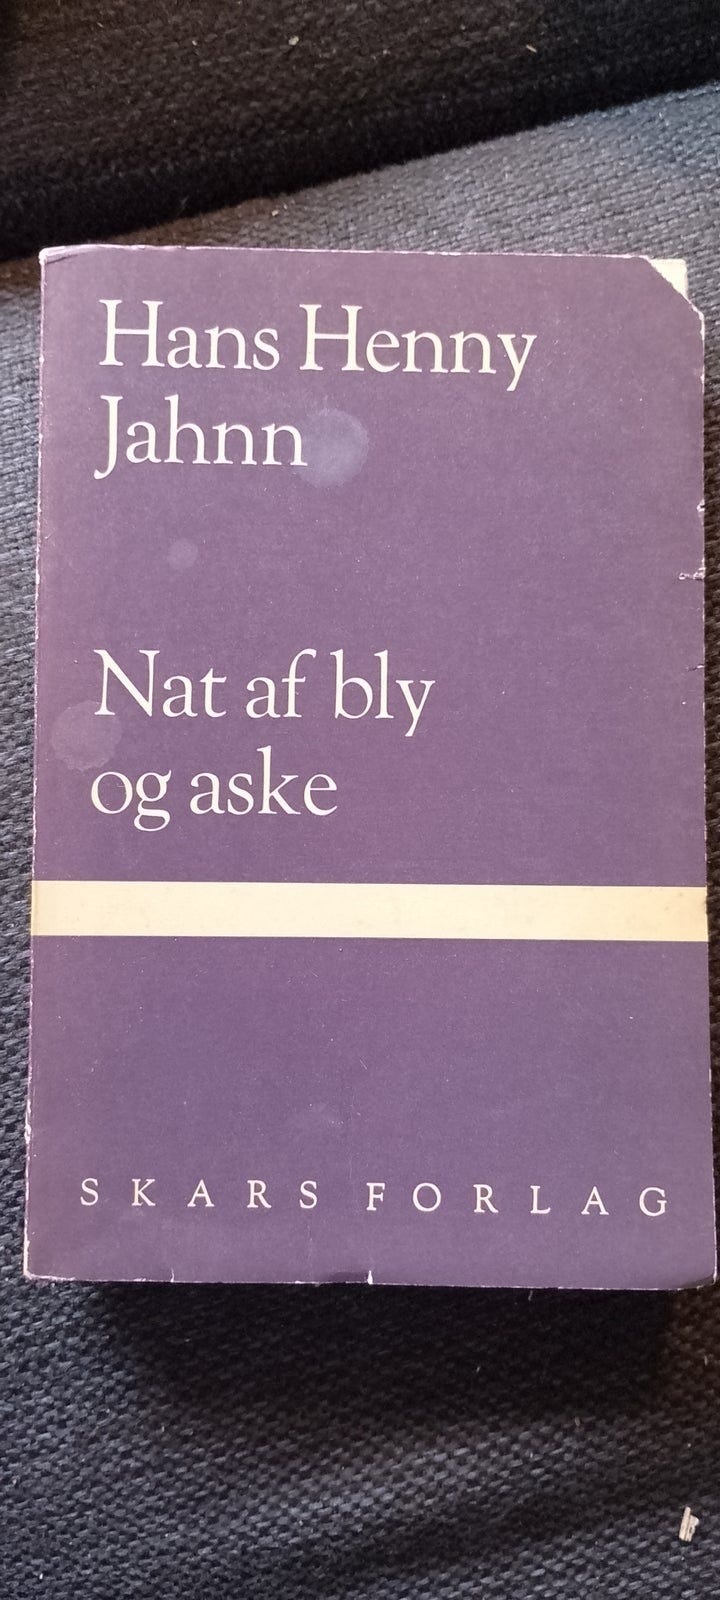 Hans Henny
Jahnn
Nat af bly
og aske
SKARS FORLAG